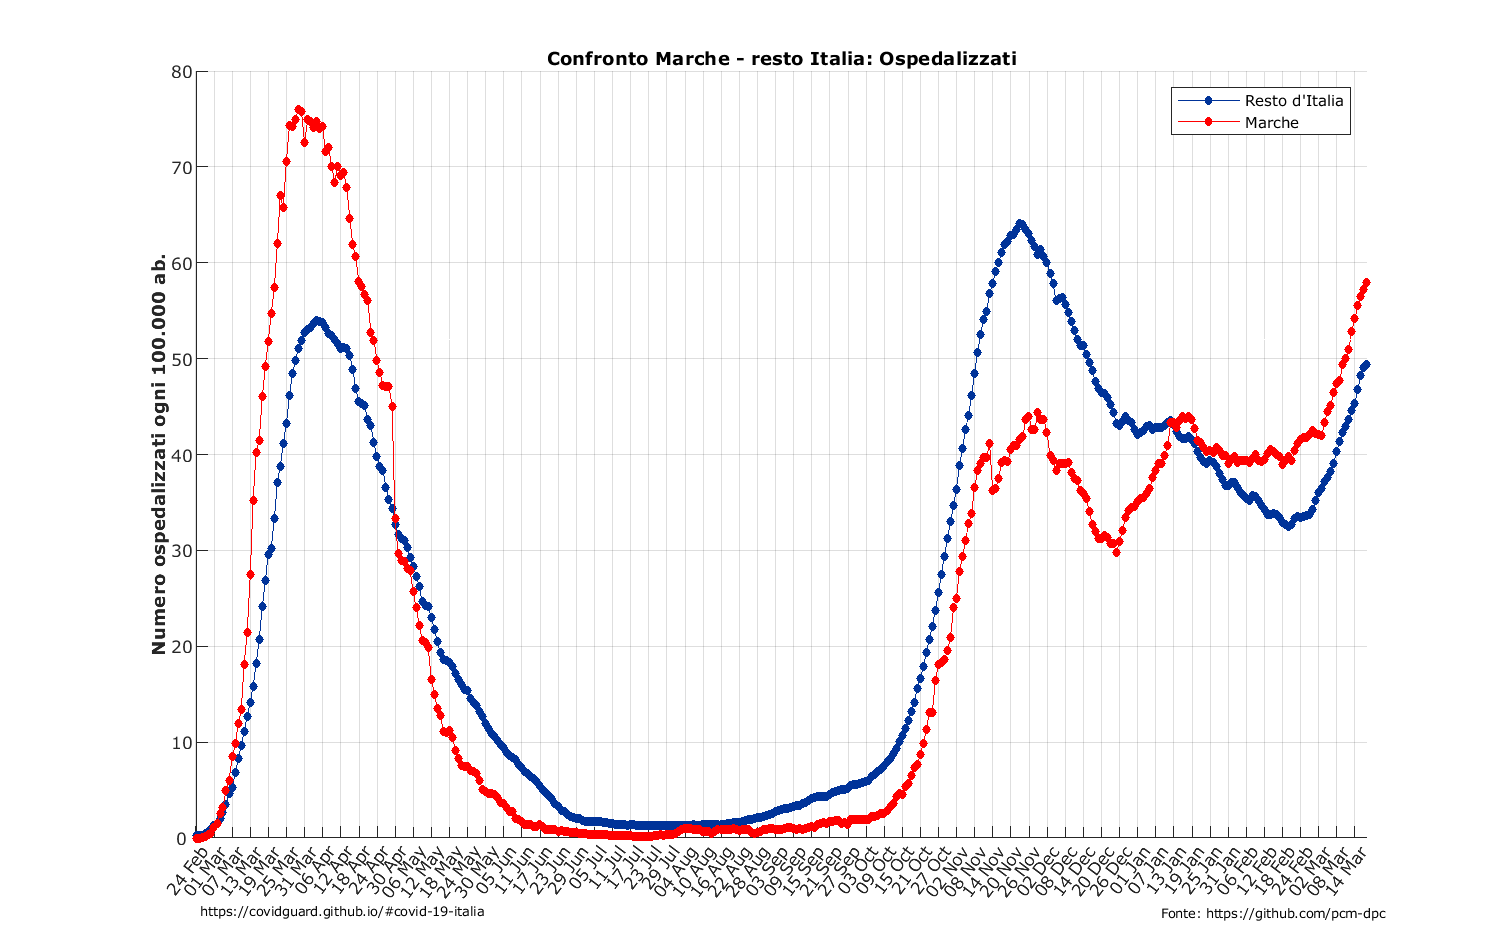 Confronto Marche - resto Italia: Ospedalizzati
Numero ospedalizzati ogni 100.000 ab.
80
70
60
50
40
30
20
10
0
Resto d'Italia
Marche
24 Feb
01 Mar
07 Mar
13 Mar
19 Mar
25 Mar
31 Mar
06 Apr
12 Apr
18 Apr
24 Apr
30 Apr
06 May
12 May
18 May
24 May
30 May
05 Jun
11 Jun
17 Jun
23 Jun
29 Jun
05 Jul
11 Jul
17 Jul
23 Jul
29 Jul
04 Aug
10 Aug
16 Aug
22 Aug
28 Aug
03 Sep
09 Sep
15 Sep
21 Sep
27 Sep
03 Oct
09 Oct
15 Oct
21 Oct
27 Oct
02 Nov
08 Nov
14 Nov
20 Nov
26 Nov
02 Dec
08 Dec
14 Dec
20 Dec
26 Dec
01 Jan
07 Jan
13 Jan
19 Jan
25 Jan
31 Jan
06 Feb
12 Feb
18 Feb
24 Feb
02 Mar
08 Mar
14 Mar
https://covidguard.github.io/#covid-19-italia
Fonte: https://github.com/pcm-dpc